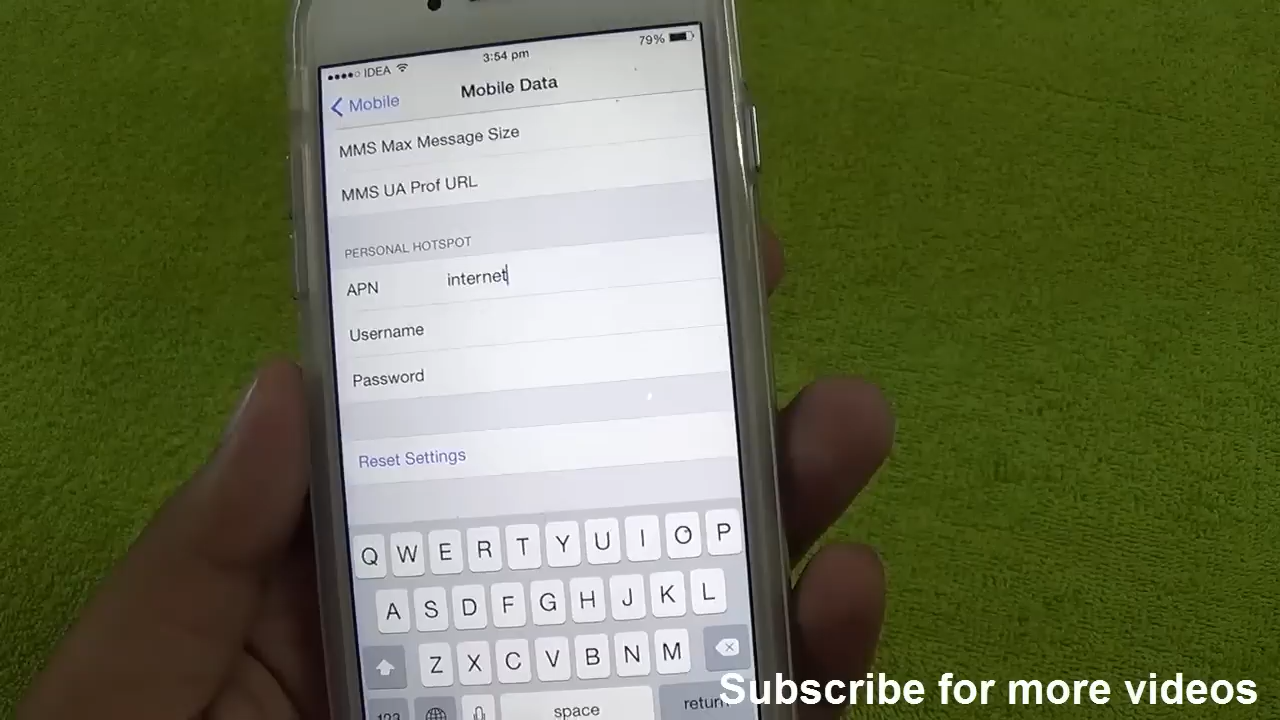 IDEA 3:54 pm 79%
Mobile Mobile Data
MMS Max Message Size
MMS UA Prof URL
PERSONAL HOTSPOT
APN internet
Username
Password
Reset Settings
Q W E R T Y U I O P
A S D F G H J K L
Z X C V B N M
123 space return
Subscribe for more videos